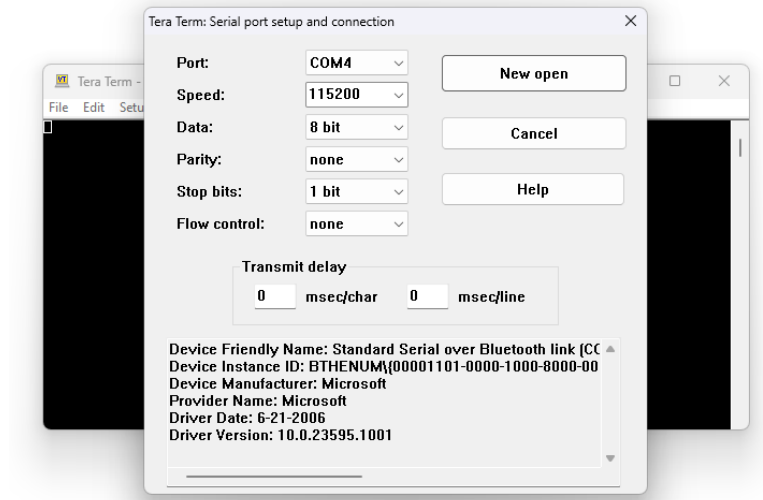 Tera Term: Serial port setup and connection
Tera Term -
File Edit Setu
Port: COM4
New open
Speed: 115200
Data: 8 bit
Cancel
Parity: none
Stop bits: 1 bit
Help
Flow control: none
Transmit delay
0 msec/char 0 msec/line
Device Friendly Name: Standard Serial over Bluetooth link (CC
Device Instance ID: BTHENUM\{00001101-0000-1000-8000-00
Device Manufacturer: Microsoft
Provider Name: Microsoft
Driver Date: 6-21-2006
Driver Version: 10.0.23595.1001